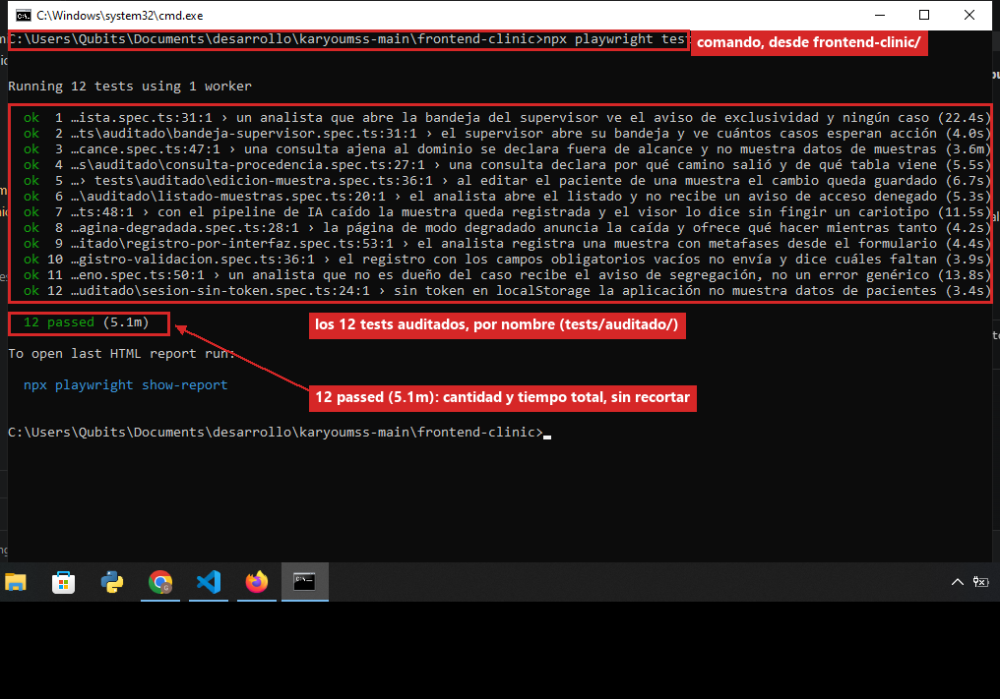 C:\Windows\system32\cmd.exe
C:\Users\Qubits\Documents\desarrollo\karyoumss-main\frontend-clinic>npx playwright test
comando, desde frontend-clinic/
Running 12 tests using 1 worker
ok 1 …ista.spec.ts:31:1 › un analista que abre la bandeja del supervisor ve el aviso de exclusividad y ningún caso (22.4s)
ok 2 …ts\auditado\bandeja-supervisor.spec.ts:31:1 › el supervisor abre su bandeja y ve cuántos casos esperan acción (4.0s)
ok 3 …cance.spec.ts:47:1 › una consulta ajena al dominio se declara fuera de alcance y no muestra datos de muestras (3.6m)
ok 4 …s\auditado\consulta-procedencia.spec.ts:27:1 › una consulta declara por qué camino salió y de qué tabla viene (5.5s)
ok 5 …› tests\auditado\edicion-muestra.spec.ts:36:1 › al editar el paciente de una muestra el cambio queda guardado (6.7s)
ok 6 …\auditado\listado-muestras.spec.ts:20:1 › el analista abre el listado y no recibe un aviso de acceso denegado (5.3s)
ok 7 …ts:48:1 › con el pipeline de IA caído la muestra queda registrada y el visor lo dice sin fingir un cariotipo (11.5s)
ok 8 …agina-degradada.spec.ts:28:1 › la página de modo degradado anuncia la caída y ofrece qué hacer mientras tanto (4.2s)
ok 9 …itado\registro-por-interfaz.spec.ts:53:1 › el analista registra una muestra con metafases desde el formulario (4.4s)
ok 10 …gistro-validacion.spec.ts:36:1 › el registro con los campos obligatorios vacíos no envía y dice cuáles faltan (3.9s)
ok 11 …eno.spec.ts:50:1 › un analista que no es dueño del caso recibe el aviso de segregación, no un error genérico (13.8s)
ok 12 …uditado\sesion-sin-token.spec.ts:24:1 › sin token en localStorage la aplicación no muestra datos de pacientes (3.4s)
12 passed (5.1m)
los 12 tests auditados, por nombre (tests/auditado/)
To open last HTML report run:
npx playwright show-report
12 passed (5.1m): cantidad y tiempo total, sin recortar
C:\Users\Qubits\Documents\desarrollo\karyoumss-main\frontend-clinic>